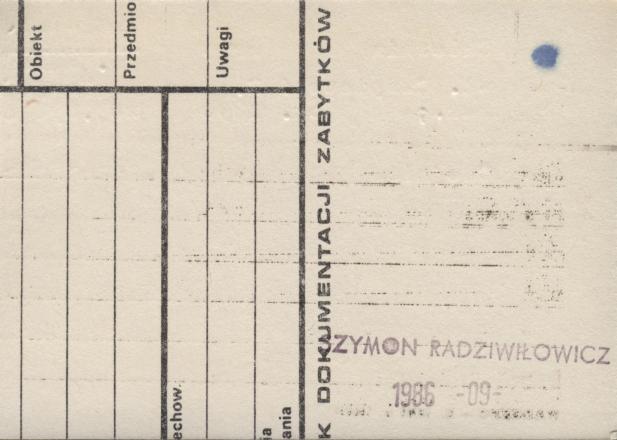 Obiekt
Przedmio
Uwagi
echow.
ia
ania
K DOKUMENTACJI ZABYTKÓW
ZYMON RADZIWIŁOWICZ
1986 -09-